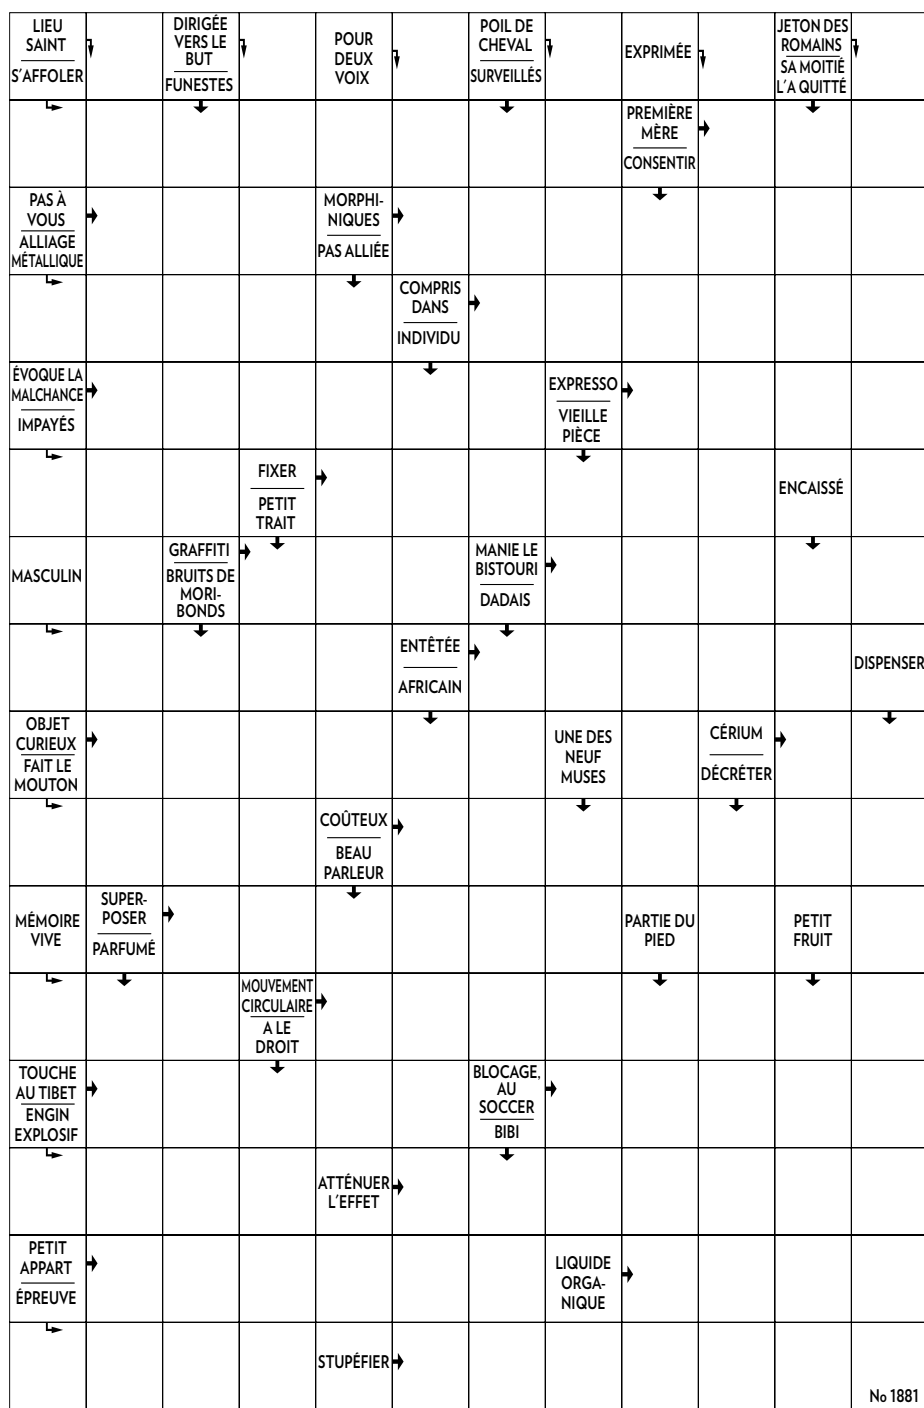 LIEU
SAINT
S'AFFOLER
DIRIGÉE
VERS LE
BUT
FUNESTES
POUR
DEUX
VOIX
POIL DE
CHEVAL
SURVEILLÉS
EXPRIMÉE
JETON DES
ROMAINS
SA MOITIÉ
L'A QUITTÉ
PREMIÈRE
MÈRE
CONSENTIR
PAS À
VOUS
ALLIAGE
MÉTALLIQUE
MORPHI-
NIQUES
PAS ALLIÉE
COMPRIS
DANS
INDIVIDU
ÉVOQUE LA
MALCHANCE
IMPAYÉS
EXPRESSO
VIEILLE
PIÈCE
FIXER
PETIT
TRAIT
ENCAISSÉ
MASCULIN
GRAFFITI
BRUITS DE
MORI-
BONDS
MANIE LE
BISTOURI
DADAIS
ENTÊTÉE
AFRICAIN
DISPENSER
OBJET
CURIEUX
FAIT LE
MOUTON
UNE DES
NEUF
MUSES
CÉRIUM
DÉCRÉTER
COÛTEUX
BEAU
PARLEUR
MÉMOIRE
VIVE
SUPER-
POSER
PARFUMÉ
PARTIE DU
PIED
PETIT
FRUIT
MOUVEMENT
CIRCULAIRE
A LE
DROIT
TOUCHE
AU TIBET
ENGIN
EXPLOSIF
BLOCAGE,
AU
SOCCER
BIBI
ATTÉNUER
L'EFFET
PETIT
APPART
ÉPREUVE
LIQUIDE
ORGA-
NIQUE
STUPÉFIER
No 1881